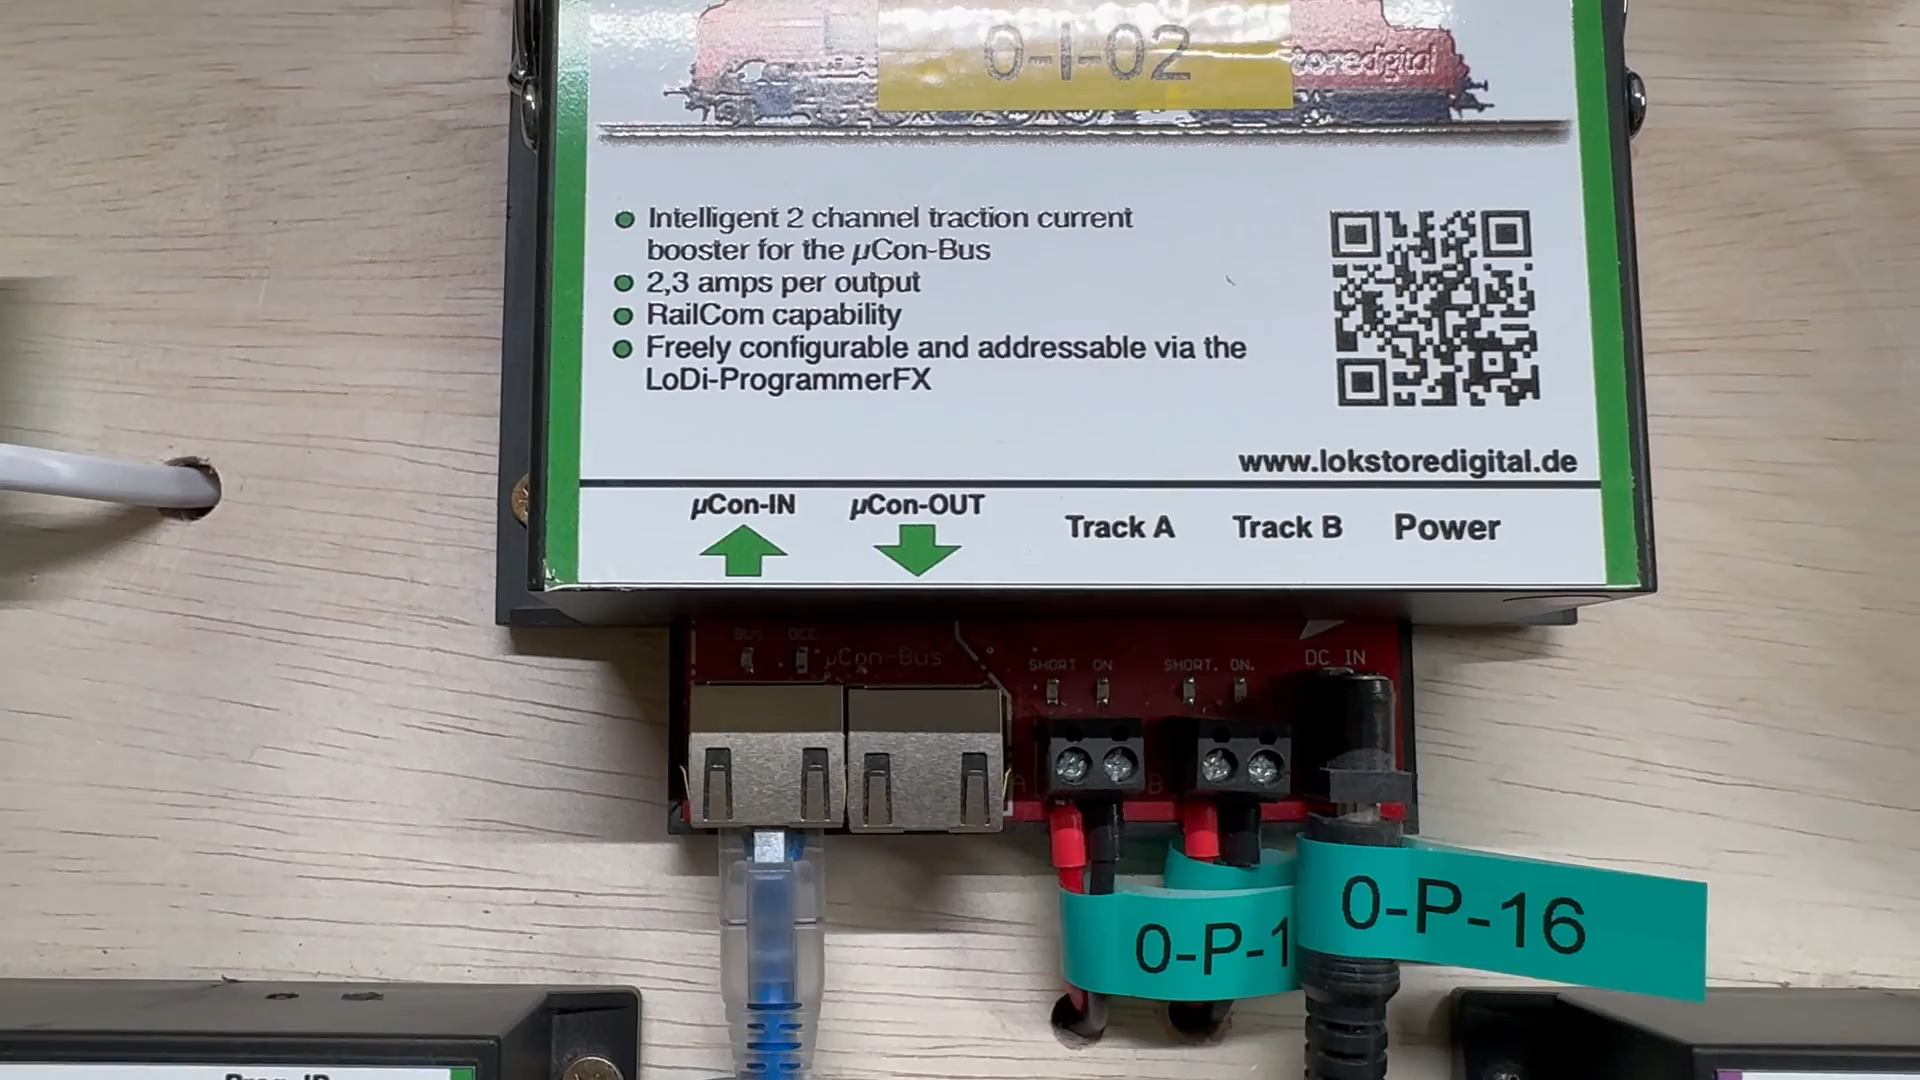 0-I-02
toredigital
Intelligent 2 channel traction current
booster for the µCon-Bus
2,3 amps per output
RailCom capability
Freely configurable and addressable via the
LoDi-ProgrammerFX
www.lokstoredigital.de
µCon-IN
µCon-OUT
Track A
Track B
Power
BUS DCC
µCon-Bus
SHORT ON
SHORT. ON.
DC IN
A
B
0-P-1
0-P-16